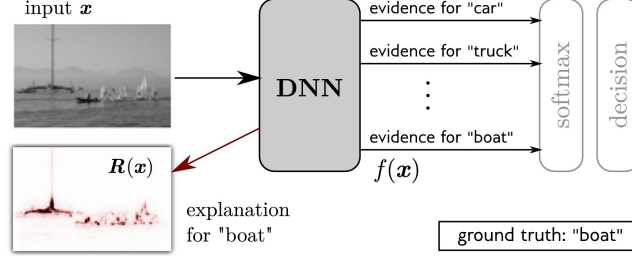 input x
evidence for "car"
evidence for "truck"
DNN
⋮
evidence for "boat"
f(x)
softmax
decision
R(x)
explanation
for "boat"
ground truth: "boat"